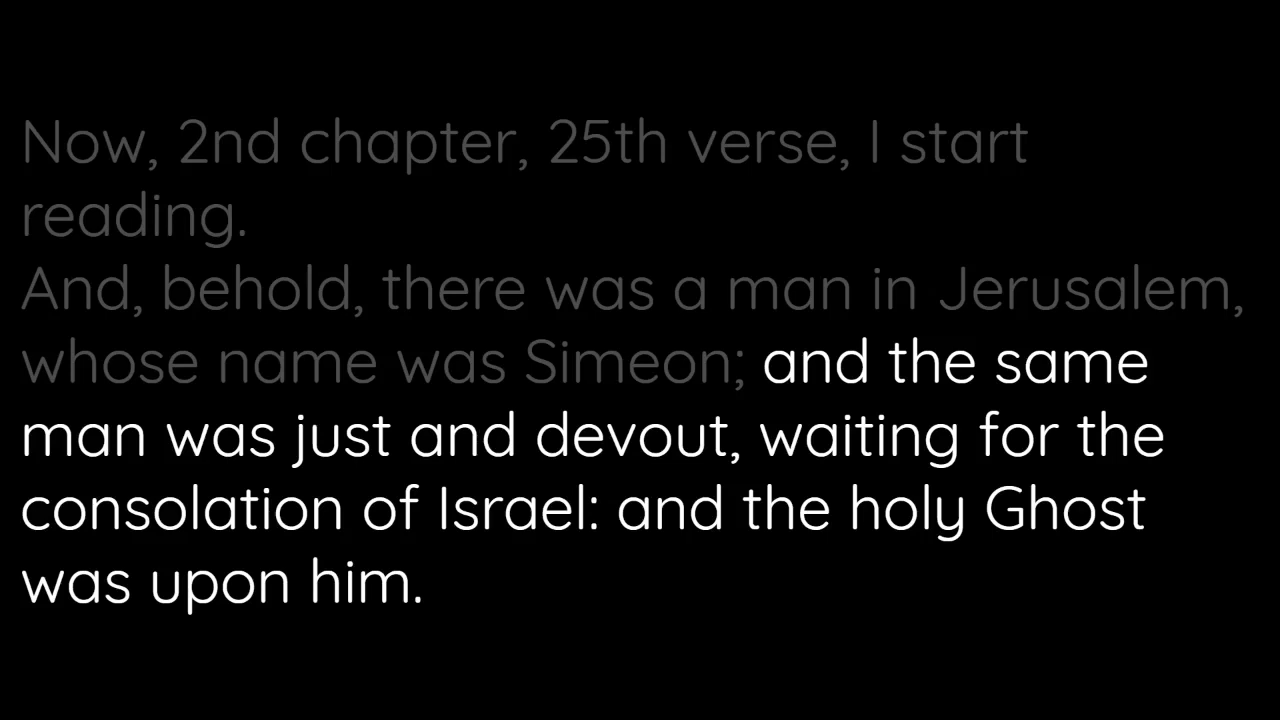 Now, 2nd chapter, 25th verse, I start
reading.
And, behold, there was a man in Jerusalem,
whose name was Simeon; and the same
man was just and devout, waiting for the
consolation of Israel: and the holy Ghost
was upon him.